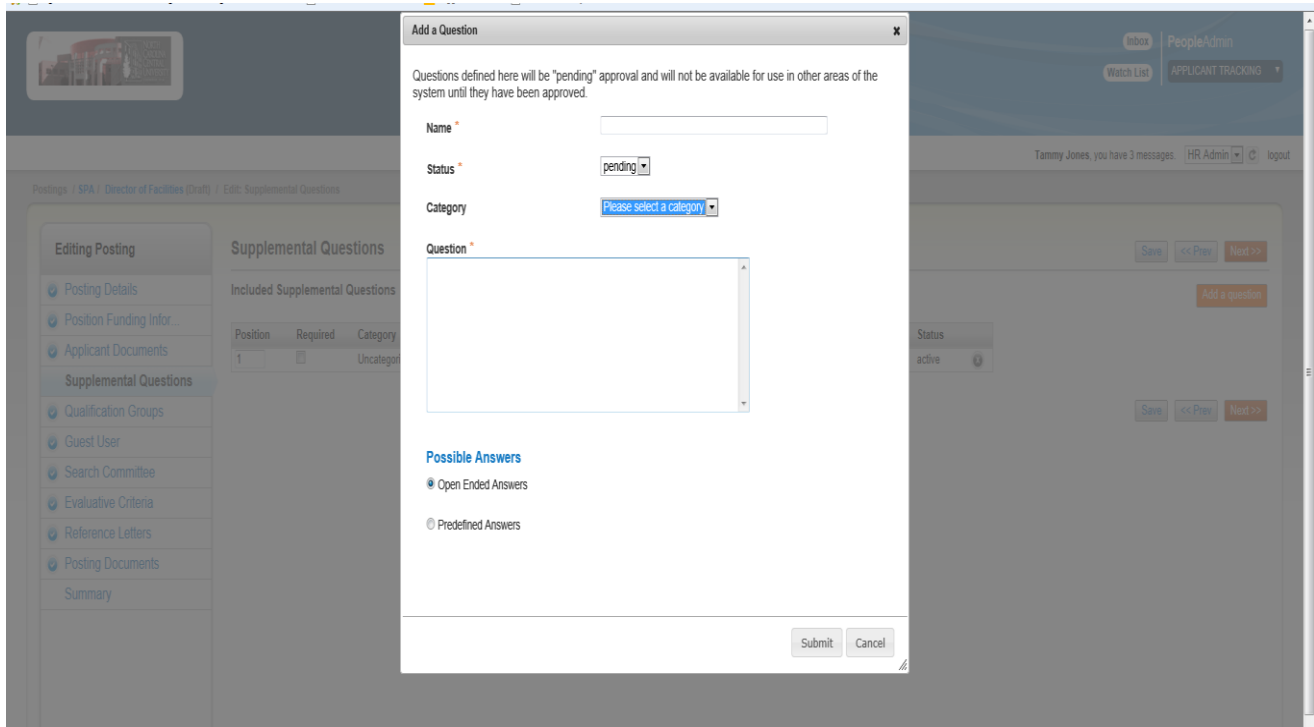 Add a Question
x
Questions defined here will be "pending" approval and will not be available for use in other areas of the
system until they have been approved.
Name *
Status * pending
Category Please select a category
Question *
Possible Answers
Open Ended Answers
Predefined Answers
Submit Cancel
Inbox PeopleAdmin
Watch List APPLICANT TRACKING
Tammy Jones, you have 3 messages. HR Admin logout
Postings / SPA / Director of Facilities (Draft) / Edit: Supplemental Questions
Editing Posting
Posting Details
Position Funding Infor...
Applicant Documents
Supplemental Questions
Qualification Groups
Guest User
Search Committee
Evaluative Criteria
Reference Letters
Posting Documents
Summary
Supplemental Questions
Save << Prev Next >>
Included Supplemental Questions
Add a question
Position Required Category Status
1 Uncategori active
Save << Prev Next >>